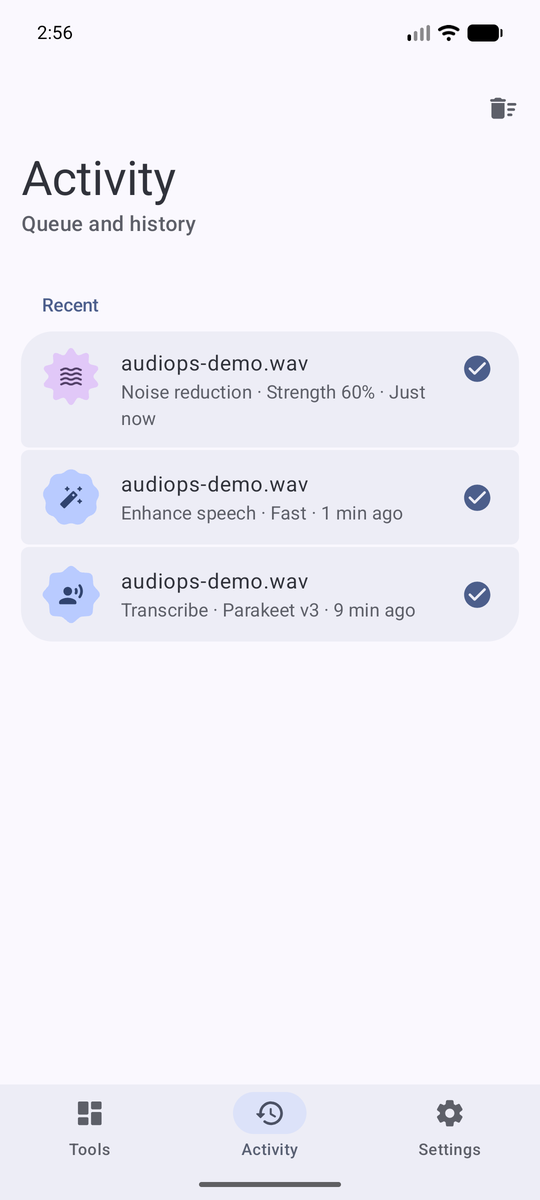 2:56
Activity
Queue and history
Recent
audiops-demo.wav
Noise reduction · Strength 60% · Just
now
audiops-demo.wav
Enhance speech · Fast · 1 min ago
audiops-demo.wav
Transcribe · Parakeet v3 · 9 min ago
Tools
Activity
Settings